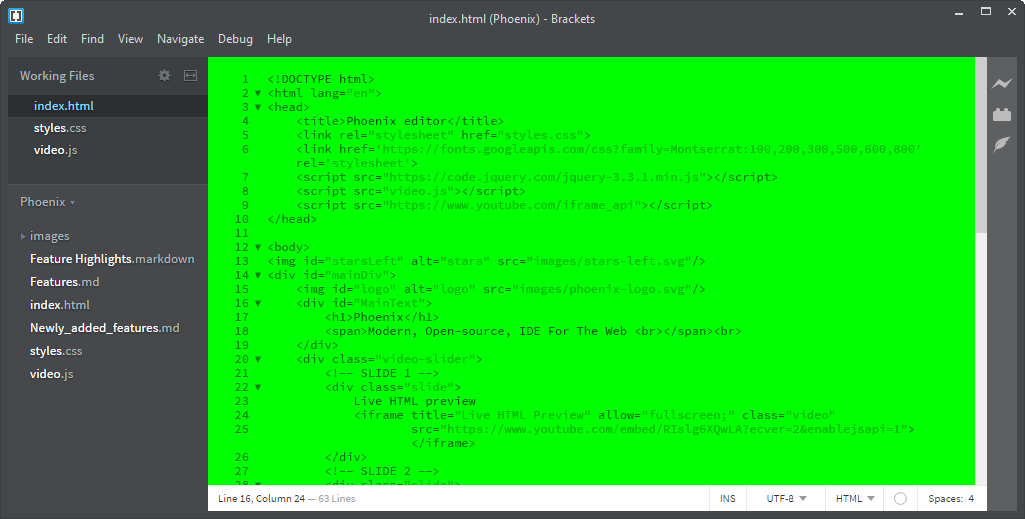 index.html (Phoenix) - Brackets
File Edit Find View Navigate Debug Help
Working Files
index.html
styles.css
video.js
Phoenix
images
Feature Highlights.markdown
Features.md
index.html
Newly_added_features.md
styles.css
video.js
1 <!DOCTYPE html>
2 <html lang="en">
3 <head>
4 <title>Phoenix editor</title>
5 <link rel="stylesheet" href="styles.css">
6 <link href='https://fonts.googleapis.com/css?family=Montserrat:100,200,300,500,600,800'
rel='stylesheet'>
7 <script src="https://code.jquery.com/jquery-3.3.1.min.js"></script>
8 <script src="video.js"></script>
9 <script src="https://www.youtube.com/iframe_api"></script>
10 </head>
11
12 <body>
13 <img id="starsLeft" alt="stars" src="images/stars-left.svg"/>
14 <div id="mainDiv">
15 <img id="logo" alt="logo" src="images/phoenix-logo.svg"/>
16 <div id="MainText">
17 <h1>Phoenix</h1>
18 <span>Modern, Open-source, IDE For The Web <br></span><br>
19 </div>
20 <div class="video-slider">
21 <!-- SLIDE 1 -->
22 <div class="slide">
23 Live HTML preview
24 <iframe title="Live HTML Preview" allow="fullscreen;" class="video"
25 src="https://www.youtube.com/embed/RIslg6XQwLA?ecver=2&enablejsapi=1">
</iframe>
26 </div>
27 <!-- SLIDE 2 -->
28 <div class="slide">
Line 16, Column 24 — 63 Lines INS UTF-8 HTML Spaces: 4